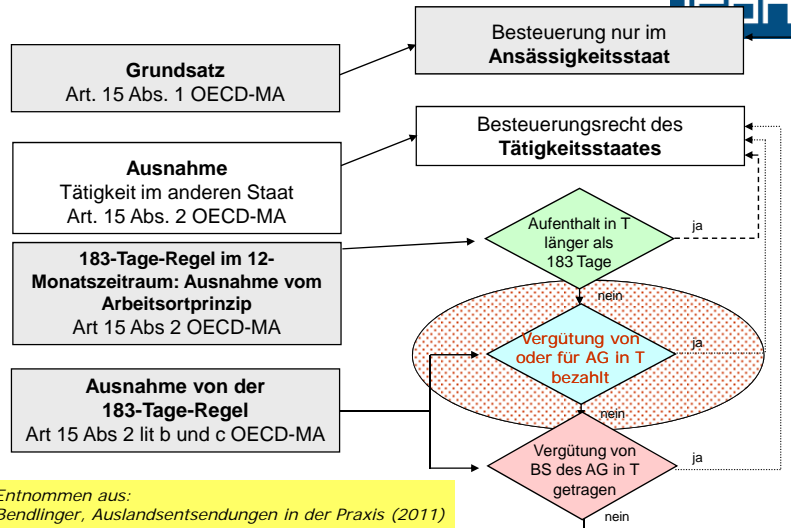 Grundsatz
Art. 15 Abs. 1 OECD-MA
Besteuerung nur im
Ansässigkeitsstaat
Ausnahme
Tätigkeit im anderen Staat
Art. 15 Abs. 2 OECD-MA
Besteuerungsrecht des
Tätigkeitsstaates
183-Tage-Regel im 12-
Monatszeitraum: Ausnahme vom
Arbeitsortprinzip
Art 15 Abs 2 OECD-MA
Aufenthalt in T
länger als
183 Tage
ja
nein
Vergütung von
oder für AG in T
bezahlt
ja
nein
Ausnahme von der
183-Tage-Regel
Art 15 Abs 2 lit b und c OECD-MA
Vergütung von
BS des AG in T
getragen
ja
nein
Entnommen aus:
Bendlinger, Auslandsentsendungen in der Praxis (2011)